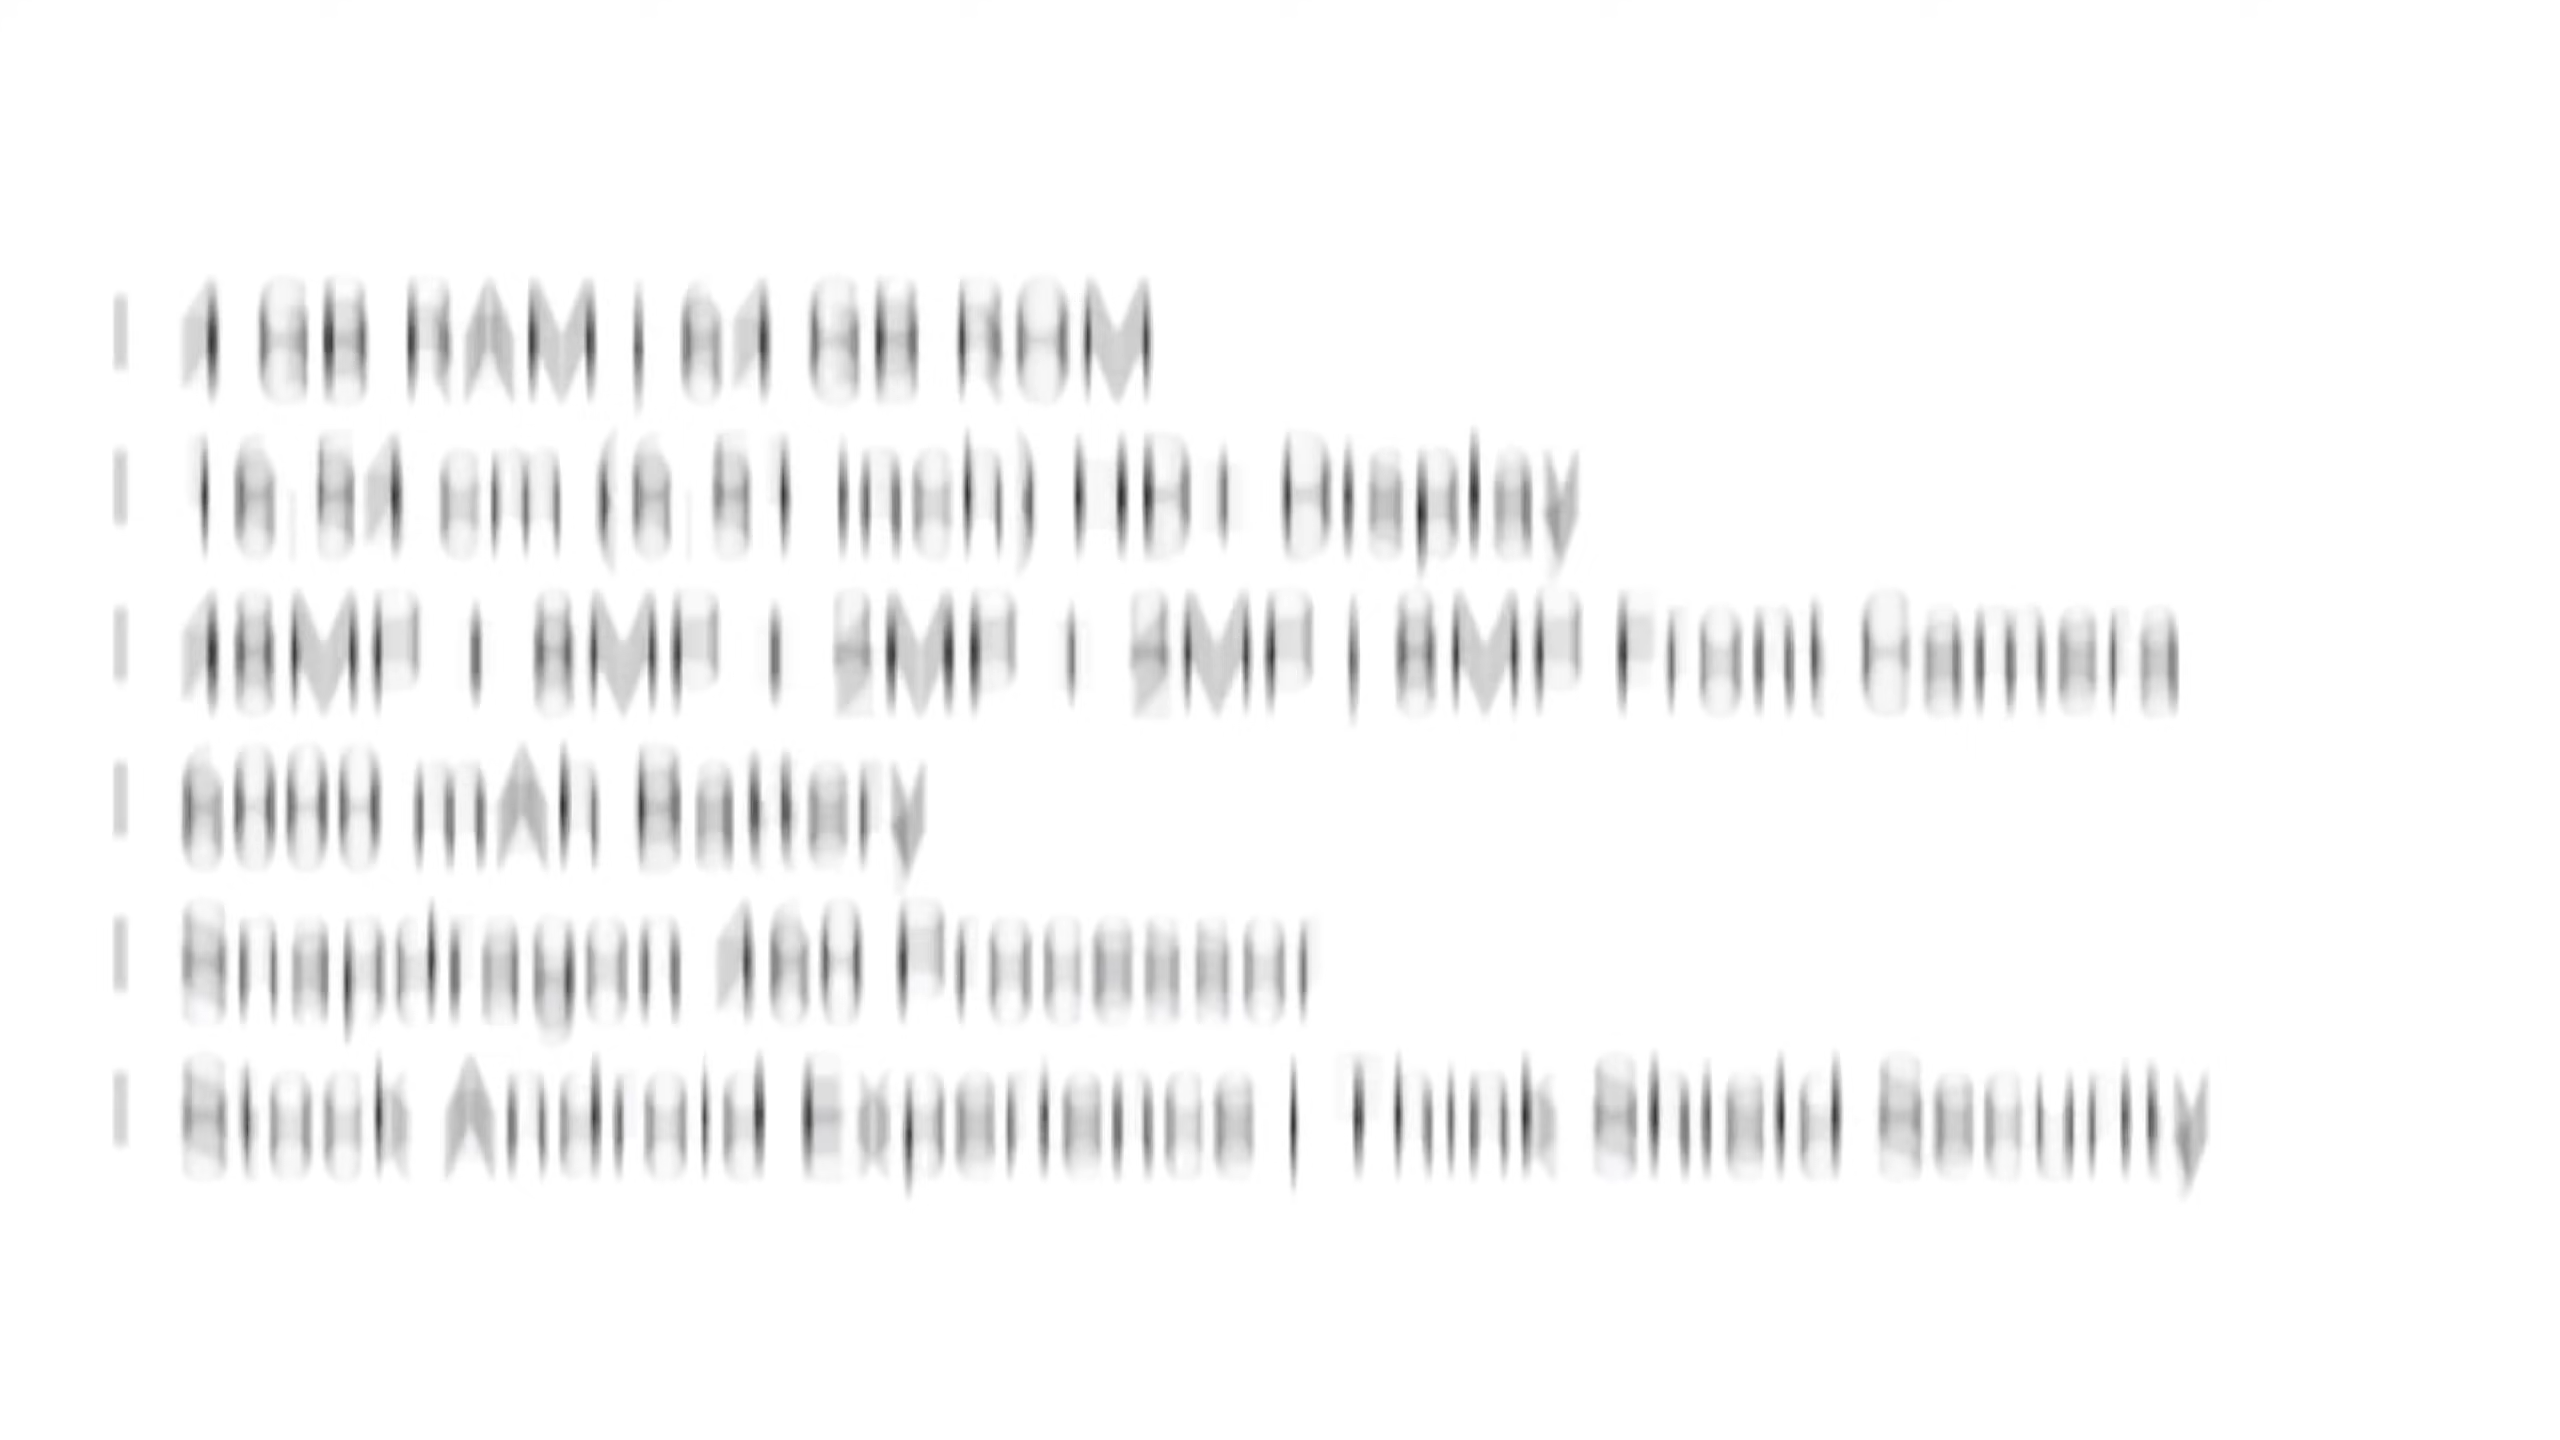 4 GB RAM | 64 GB ROM
16.54 cm (6.51 inch) HD+ Display
48MP + 8MP + 2MP + 2MP | 8MP Front Camera
6000 mAh Battery
Snapdragon 460 Processor
Stock Android Experience | Think Shield Security